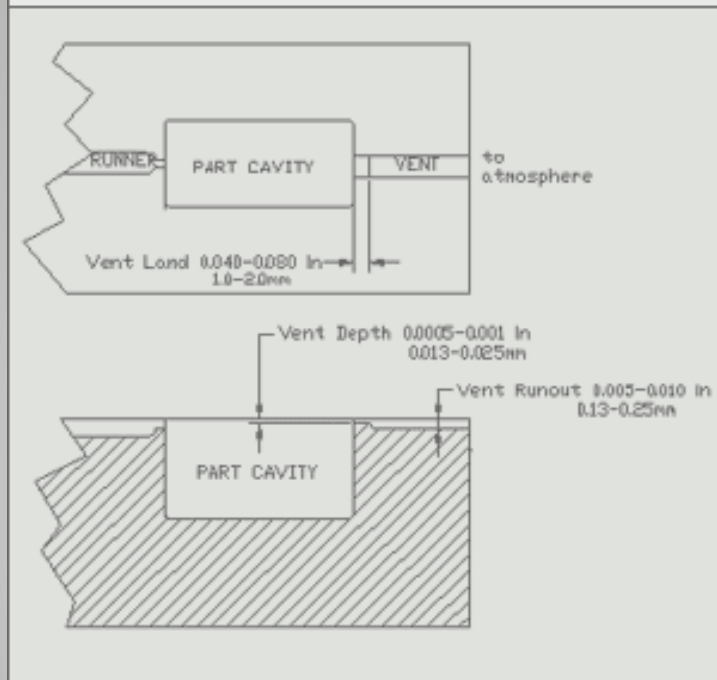 RUNNER
PART CAVITY
VENT
to
atmosphere
Vent Land 0.040-0.080 In
1.0-2.0mm
Vent Depth 0.0005-0.001 In
0.013-0.025mm
Vent Runout 0.005-0.010 In
0.13-0.25mm
PART CAVITY